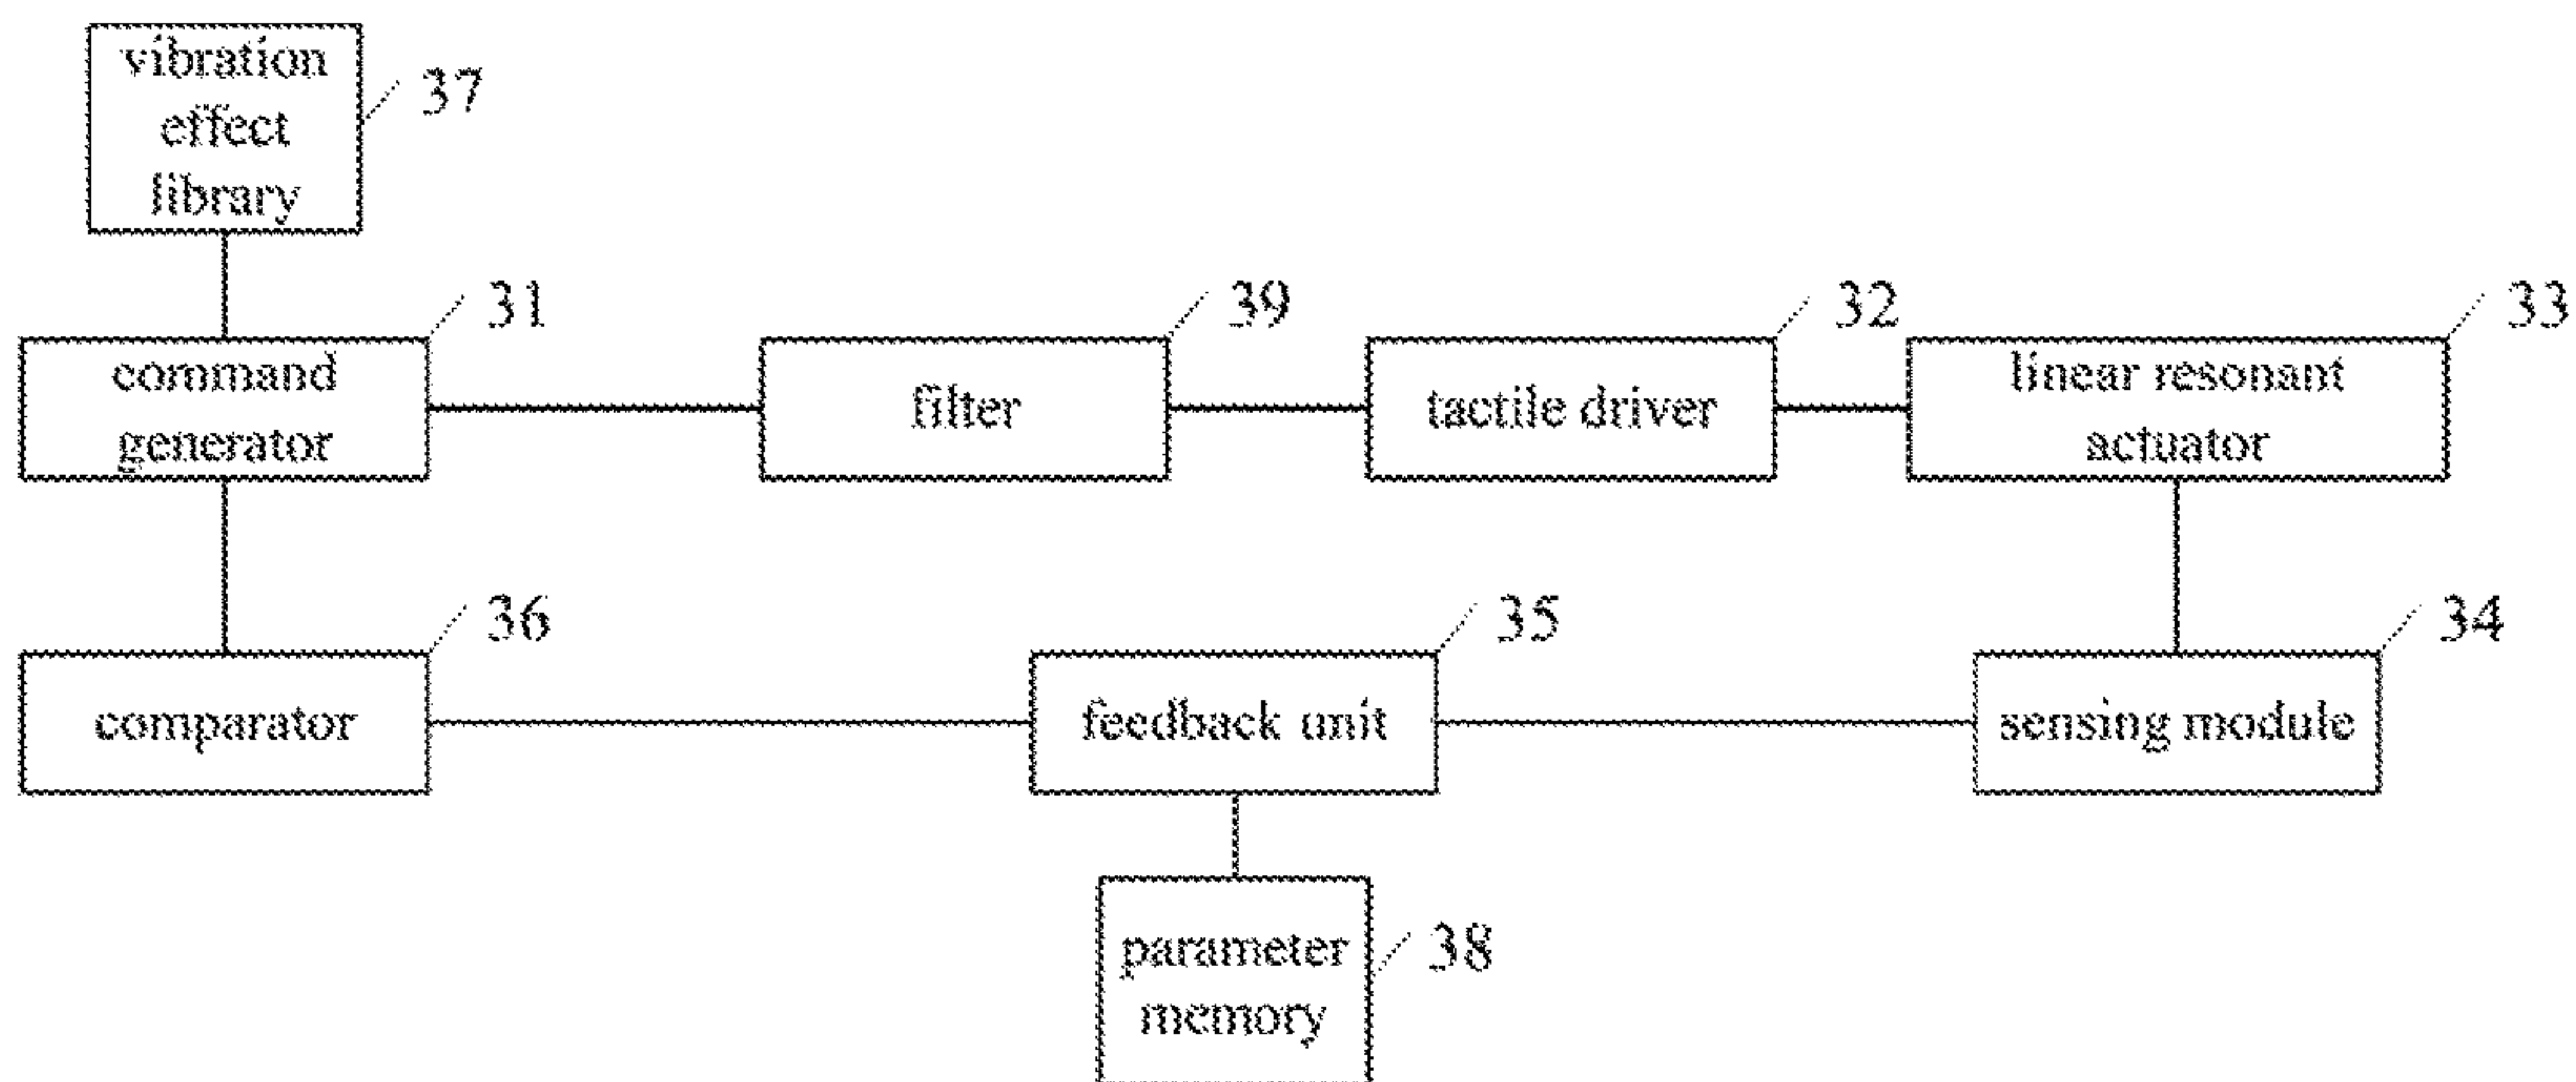 vibration
effect
library
37
31
39
32
33
command
generator
filter
tactile driver
linear resonant
actuator
36
35
34
comparator
feedback unit
sensing module
parameter
memory
38